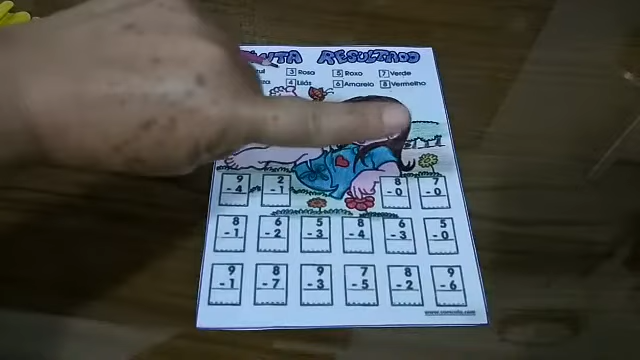 RESULTADO
3 Rosa 5 Roxo 7 Verde
4 Lilás 6 Amarelo 8 Vermelho
9 2 8 7
- 4 - 1 - 0 - 0
8 6 5 8 6 5
- 1 - 2 - 3 - 4 - 3 - 0
9 8 9 7 8 9
- 1 - 7 - 3 - 5 - 2 - 6